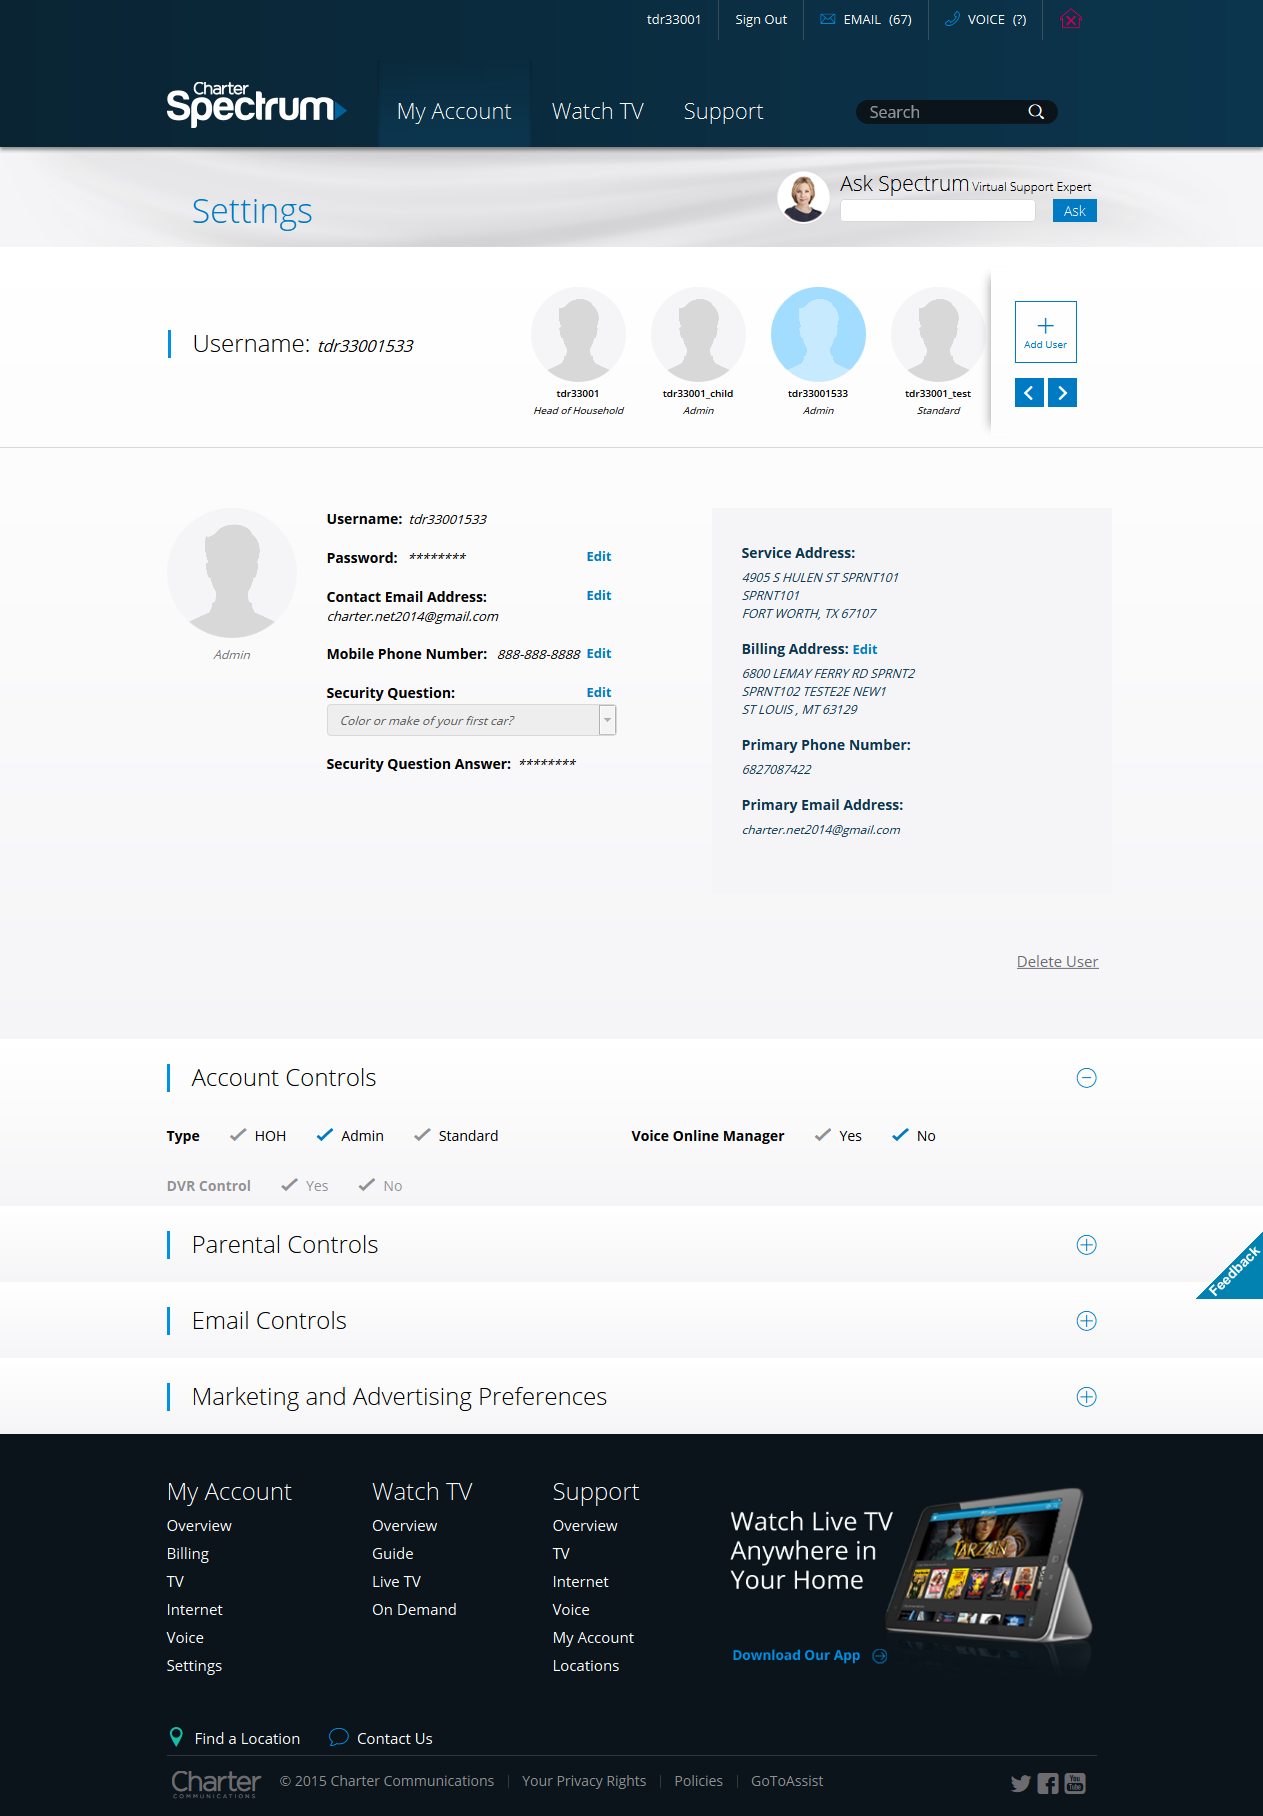 tdr33001 Sign Out EMAIL (67) VOICE (?)
Charter
Spectrum
My Account Watch TV Support Search
Settings
Ask Spectrum Virtual Support Expert
Ask
Username: tdr33001533
tdr33001
Head of Household
tdr33001_child
Admin
tdr33001533
Admin
tdr33001_test
Standard
Add User
Admin
Username: tdr33001533
Password: ******** Edit
Contact Email Address: Edit
charter.net2014@gmail.com
Mobile Phone Number: 888-888-8888 Edit
Security Question: Edit
Color or make of your first car?
Security Question Answer: ********
Service Address:
4905 S HULEN ST SPRNT101
SPRNT101
FORT WORTH, TX 67107
Billing Address: Edit
6800 LEMAY FERRY RD SPRNT2
SPRNT102 TESTE2E NEW1
ST LOUIS , MT 63129
Primary Phone Number:
6827087422
Primary Email Address:
charter.net2014@gmail.com
Delete User
Account Controls
Type HOH Admin Standard Voice Online Manager Yes No
DVR Control Yes No
Parental Controls
Feedback
Email Controls
Marketing and Advertising Preferences
My Account
Overview
Billing
TV
Internet
Voice
Settings
Watch TV
Overview
Guide
Live TV
On Demand
Support
Overview
TV
Internet
Voice
My Account
Locations
Watch Live TV
Anywhere in
Your Home
TARZAN
Download Our App
Find a Location Contact Us
Charter
COMMUNICATIONS
© 2015 Charter Communications Your Privacy Rights Policies GoToAssist
You
Tube